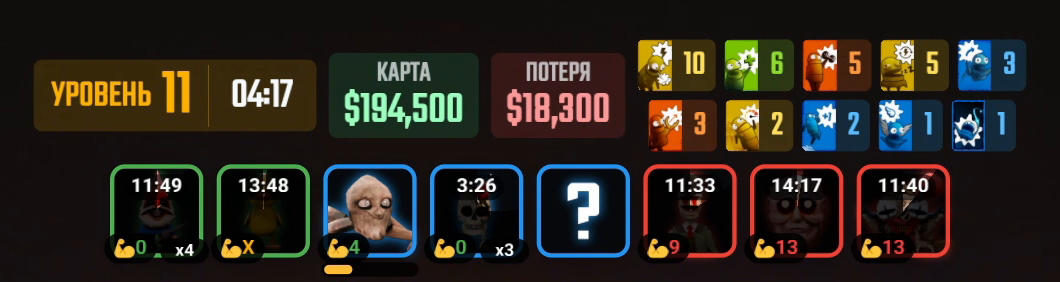 УРОВЕНЬ 11 04:17
КАРТА
$194,500
ПОТЕРЯ
$18,300
10 6 5 5 3
3 2 2 1 1
11:49 13:48 3:26 ? 11:33 14:17 11:40
0 x4 X 4 0 x3 9 13 13